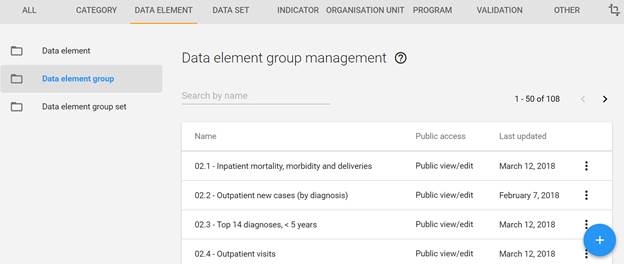 ALL CATEGORY DATA ELEMENT DATA SET INDICATOR ORGANISATION UNIT PROGRAM VALIDATION OTHER
Data element
Data element group
Data element group set
Data element group management
Search by name
1 - 50 of 108
Name Public access Last updated
02.1 - Inpatient mortality, morbidity and deliveries Public view/edit March 12, 2018
02.2 - Outpatient new cases (by diagnosis) Public view/edit February 7, 2018
02.3 - Top 14 diagnoses, < 5 years Public view/edit March 12, 2018
02.4 - Outpatient visits Public view/edit March 12, 2018